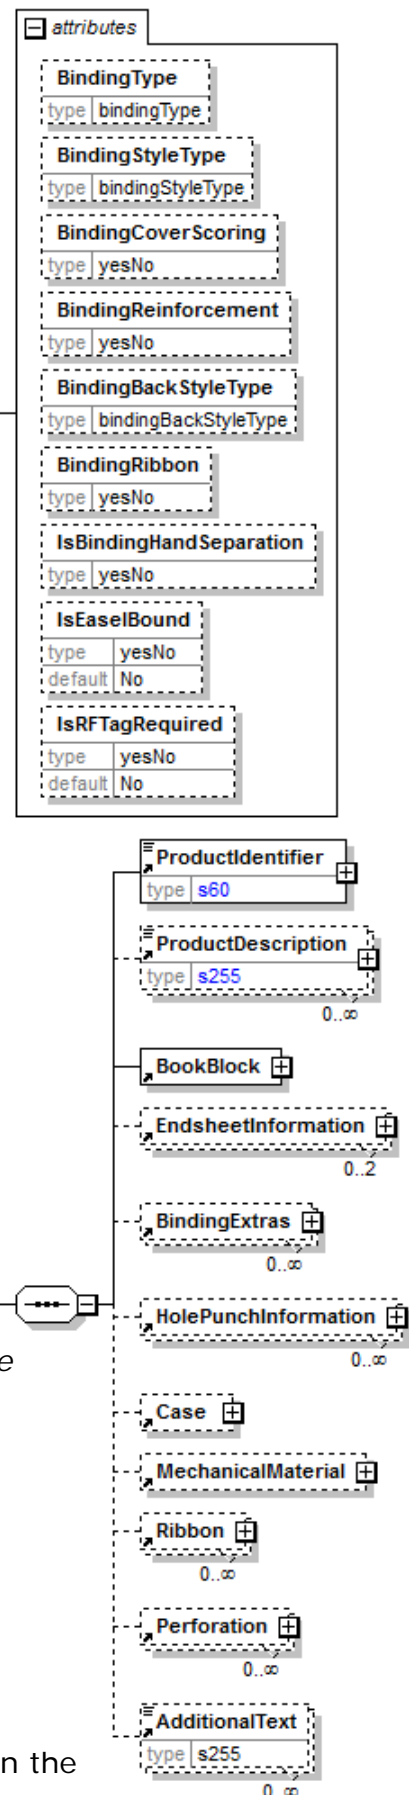 attributes
BindingType
type bindingType
BindingStyleType
type bindingStyleType
BindingCoverScoring
type yesNo
BindingReinforcement
type yesNo
BindingBackStyleType
type bindingBackStyleType
BindingRibbon
type yesNo
IsBindingHandSeparation
type yesNo
IsEaselBound
type yesNo
default No
IsRFTagRequired
type yesNo
default No
ProductIdentifier
type s60
ProductDescription
type s255
0..∞
BookBlock
EndsheetInformation
0..2
BindingExtras
0..∞
HolePunchInformation
0..∞
e
Case
MechanicalMaterial
Ribbon
0..∞
Perforation
0..∞
AdditionalText
n the
type s255
0..∞